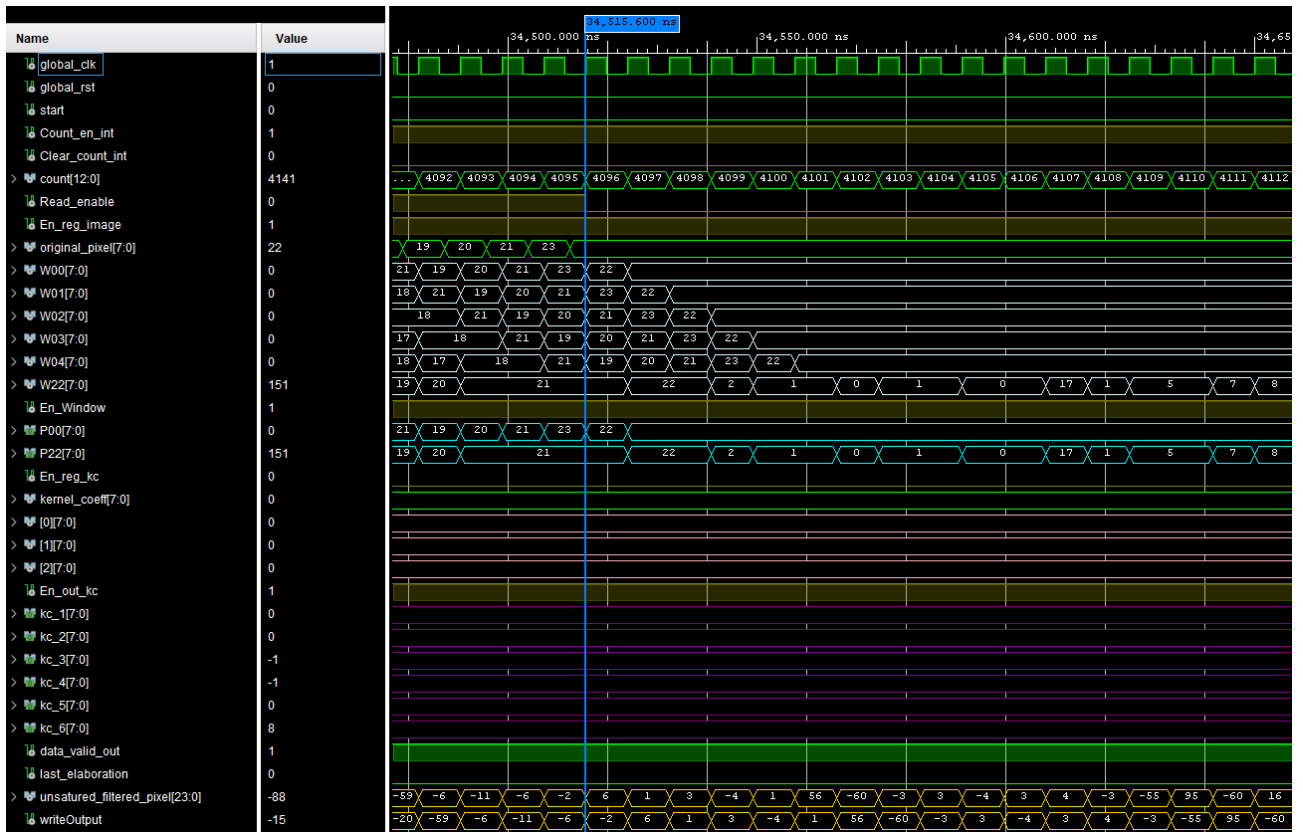 34,515.600 ns
Name Value
34,500.000 ns 34,550.000 ns 34,600.000 ns 34,65
global_clk 1
global_rst 0
start 0
Count_en_int 1
Clear_count_int 0
count[12:0] 4141 ... 4092 4093 4094 4095 4096 4097 4098 4099 4100 4101 4102 4103 4104 4105 4106 4107 4108 4109 4110 4111 4112
Read_enable 0
En_reg_image 1
original_pixel[7:0] 22 19 20 21 23
W00[7:0] 0 21 19 20 21 23 22
W01[7:0] 0 18 21 19 20 21 23 22
W02[7:0] 0 18 21 19 20 21 23 22
W03[7:0] 0 17 18 21 19 20 21 23 22
W04[7:0] 0 18 17 18 21 19 20 21 23 22
W22[7:0] 151 19 20 21 22 2 1 0 1 0 17 1 5 7 8
En_Window 1
P00[7:0] 0 21 19 20 21 23 22
P22[7:0] 151 19 20 21 22 2 1 0 1 0 17 1 5 7 8
En_reg_kc 0
kernel_coeff[7:0] 0
[0][7:0] 0
[1][7:0] 0
[2][7:0] 0
En_out_kc 1
kc_1[7:0] 0
kc_2[7:0] 0
kc_3[7:0] -1
kc_4[7:0] -1
kc_5[7:0] 0
kc_6[7:0] 8
data_valid_out 1
last_elaboration 0
unsatured_filtered_pixel[23:0] -88 -59 -6 -11 -6 -2 6 1 3 -4 1 56 -60 -3 3 -4 3 4 -3 -55 95 -60 16
writeOutput -15 -20 -59 -6 -11 -6 -2 6 1 3 -4 1 56 -60 -3 3 -4 3 4 -3 -55 95 -60